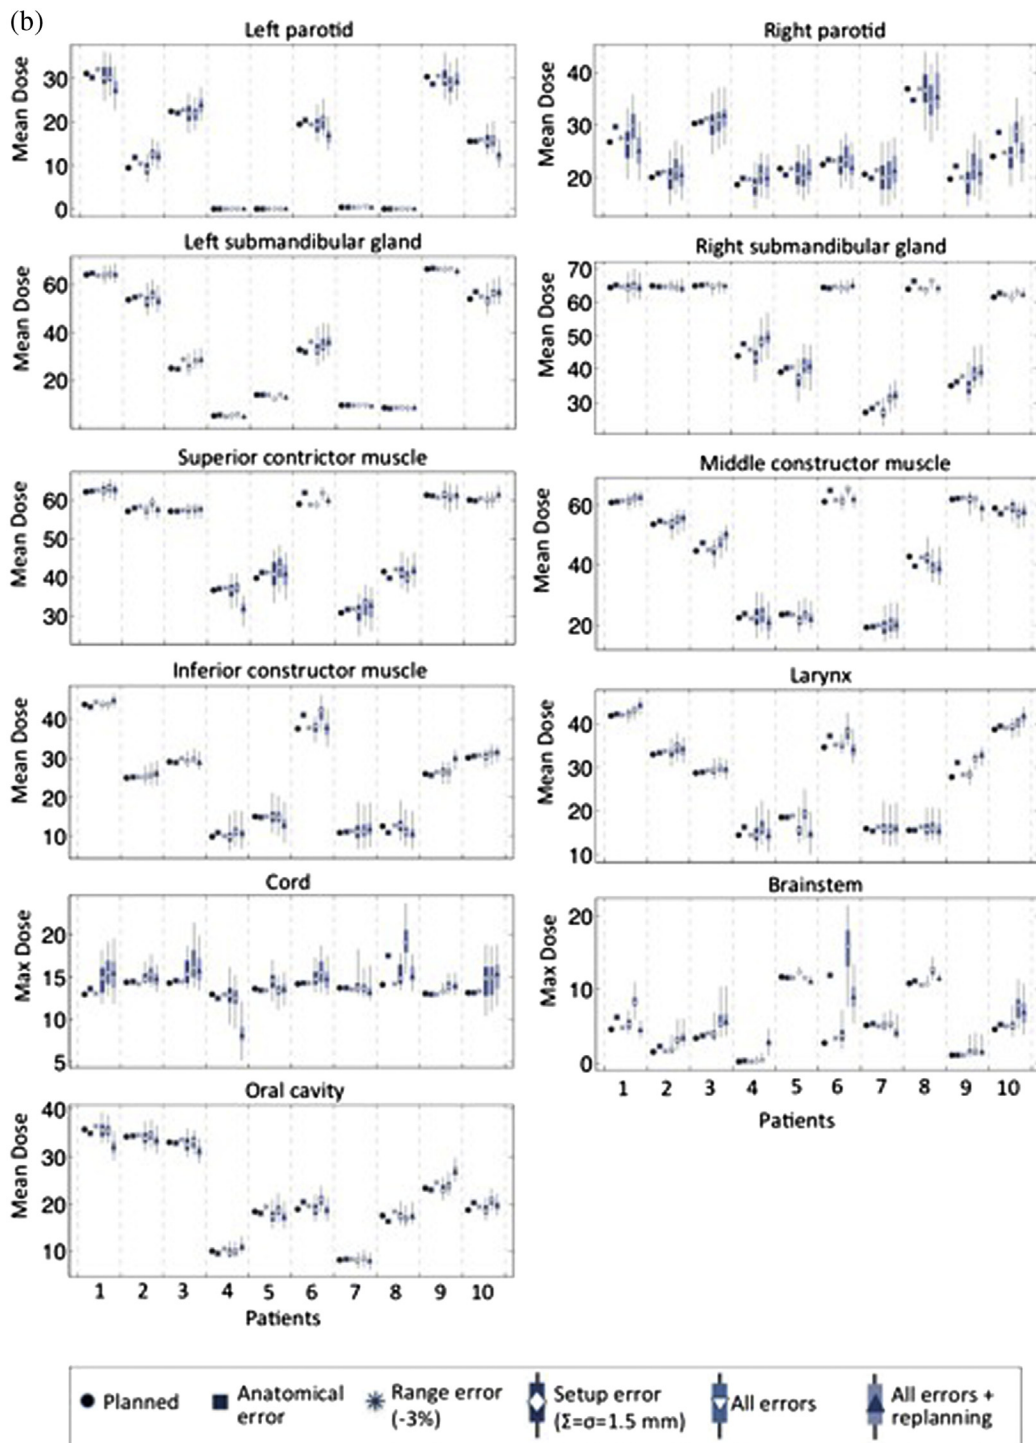 (b)
Left parotid
Right parotid
Mean Dose
30
20
10
0
Mean Dose
40
30
20
Left submandibular gland
Right submandibular gland
Mean Dose
60
40
20
Mean Dose
70
60
50
40
30
Superior contrictor muscle
Middle constructor muscle
Mean Dose
60
50
40
30
Mean Dose
60
40
20
Inferior constructor muscle
Larynx
Mean Dose
40
30
20
10
Mean Dose
40
30
20
10
Cord
Brainstem
Max Dose
20
15
10
5
Max Dose
20
10
0
1 2 3 4 5 6 7 8 9 10
Patients
Oral cavity
Mean Dose
40
30
20
10
1 2 3 4 5 6 7 8 9 10
Patients
Planned
Anatomical error
Range error (-3%)
Setup error (Σ=σ=1.5 mm)
All errors
All errors + replanning